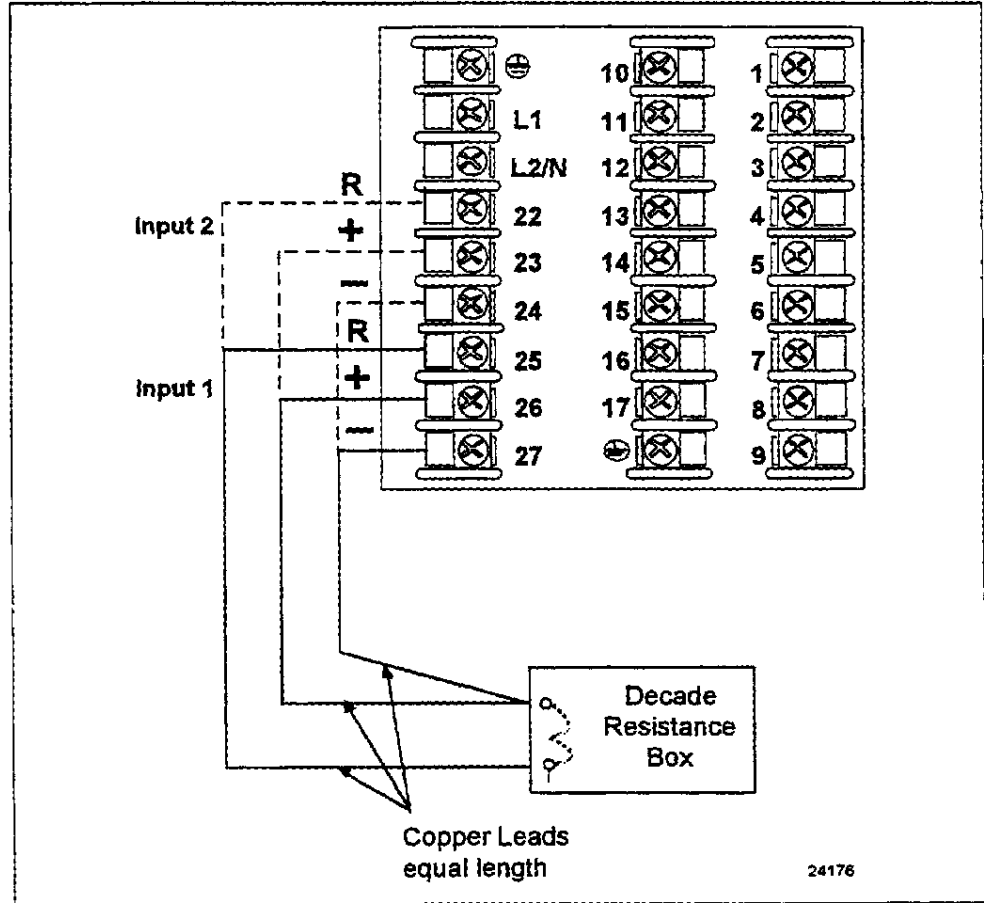 10 1
L1 11 2
L2/N 12 3
R
Input 2 22 13 4
+
23 14 5
−
24 15 6
R
25 16 7
Input 1 +
26 17 8
−
27 9
Decade
Resistance
Box
Copper Leads
equal length
24176